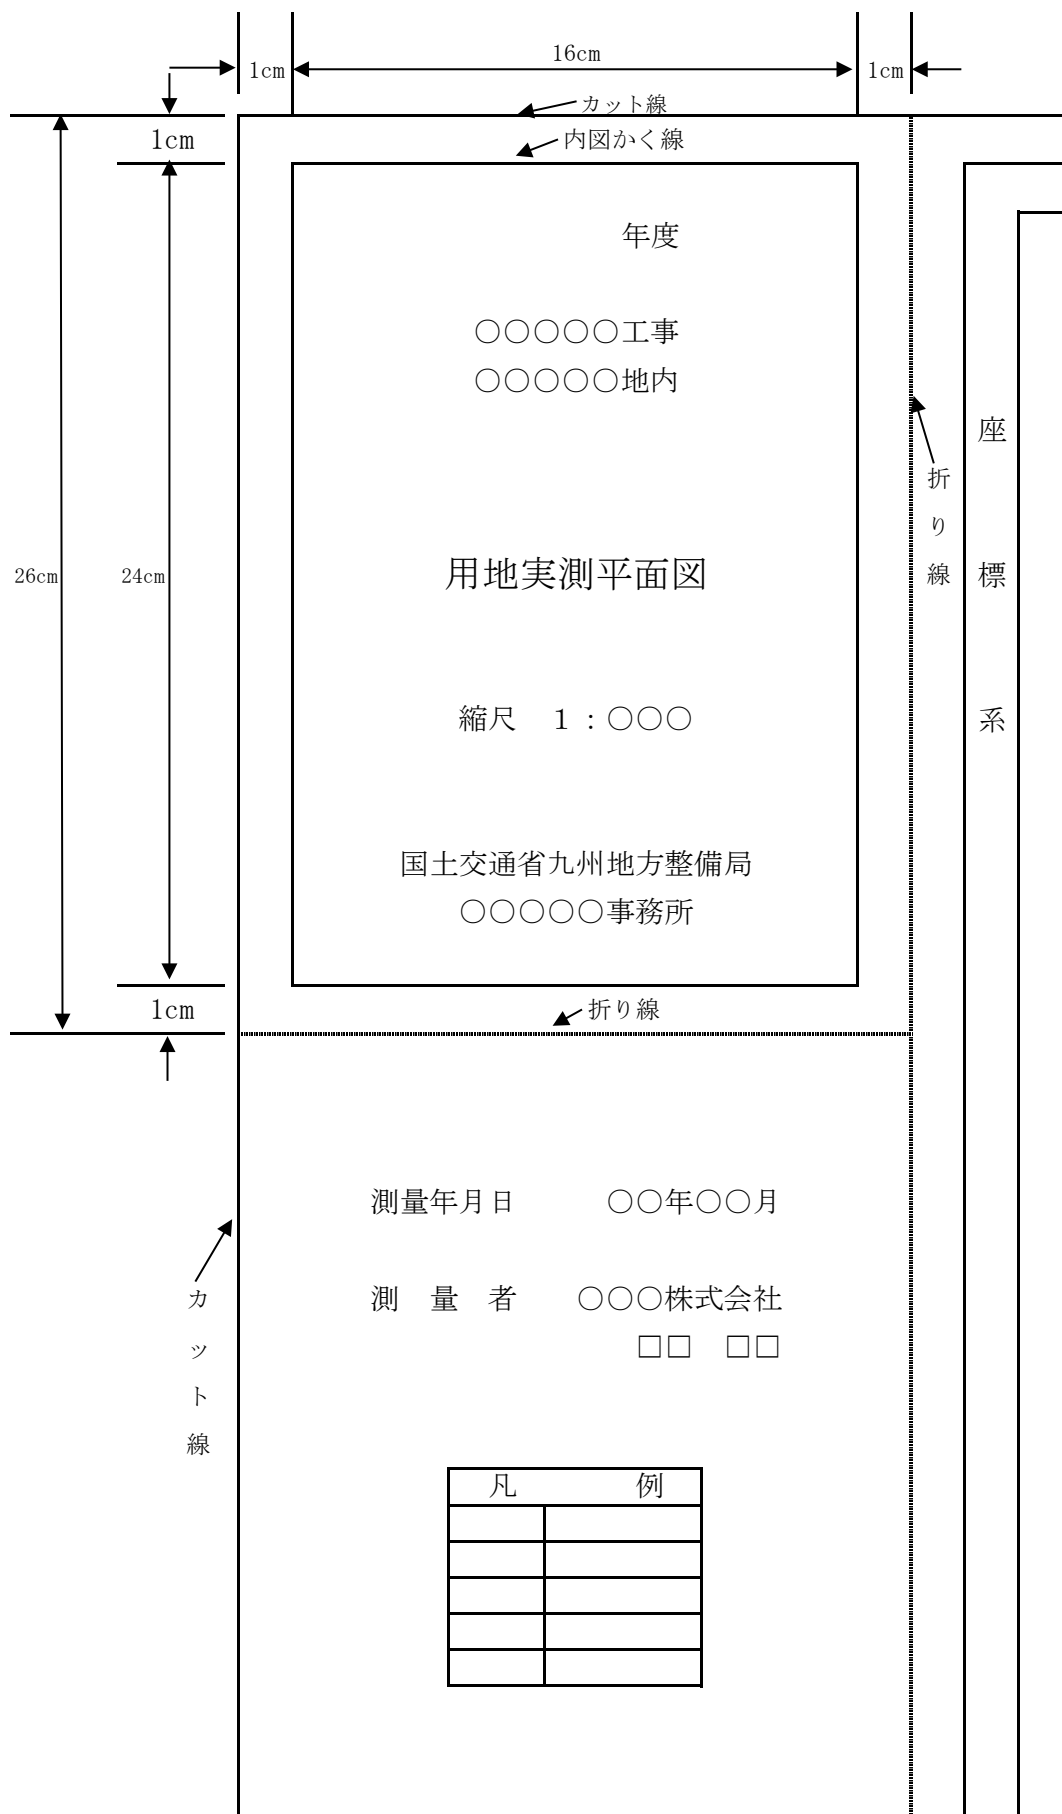 16cm
1cm
1cm
カット線
1cm
内図かく線
年度
○○○○○工事
○○○○○地内
座標系
折り線
26cm
24cm
用地実測平面図
縮尺　１：○○○
国土交通省九州地方整備局
○○○○○事務所
1cm
折り線
測量年月日　　　○○年○○月
カット線
測　量　者　　○○○株式会社
□□　□□
凡　　　　例